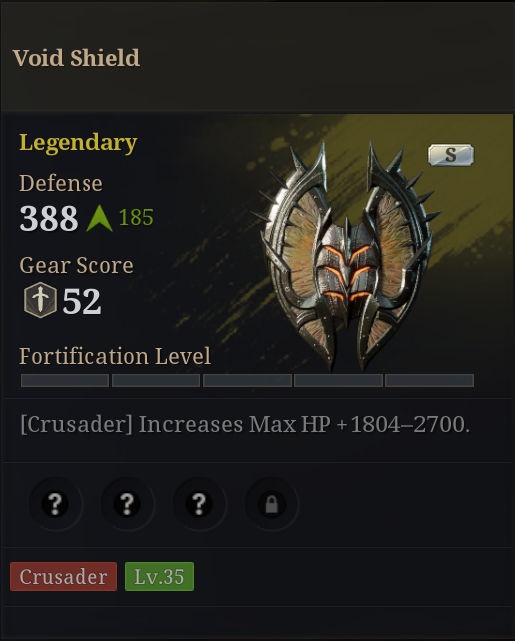 Void Shield
Legendary
S
Defense
388 185
Gear Score
52
Fortification Level
[Crusader] Increases Max HP +1804–2700.
? ? ?
Crusader Lv.35